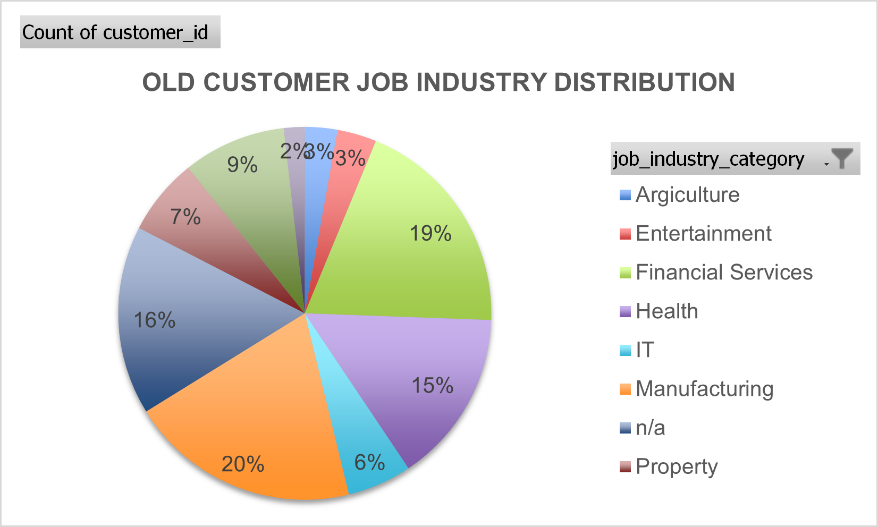 Count of customer_id
OLD CUSTOMER JOB INDUSTRY DISTRIBUTION
2%
3%
3%
9%
19%
7%
16%
15%
20%
6%
job_industry_category
Argiculture
Entertainment
Financial Services
Health
IT
Manufacturing
n/a
Property